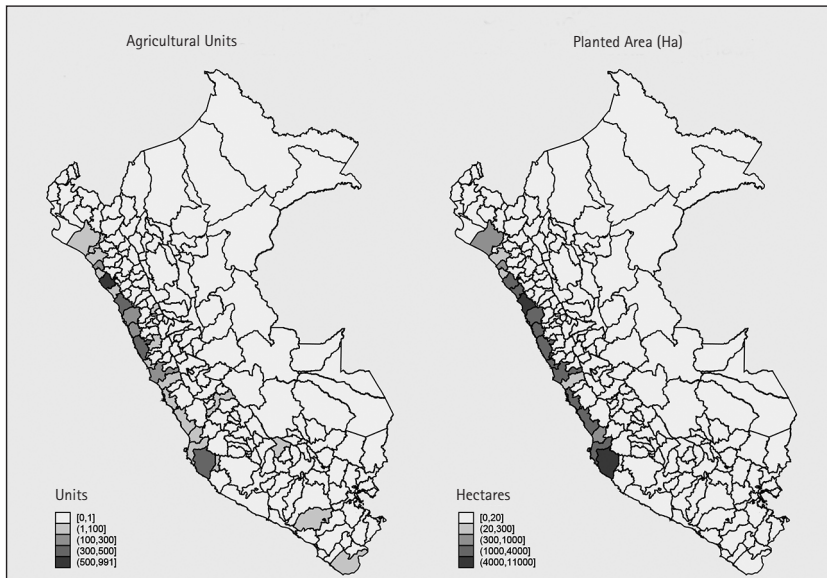 Agricultural Units
Planted Area (Ha)
Units
[0,1]
(1,100]
(100,300]
(300,500]
(500,991]
Hectares
[0,20]
(20,300]
(300,1000]
(1000,4000]
(4000,11000]